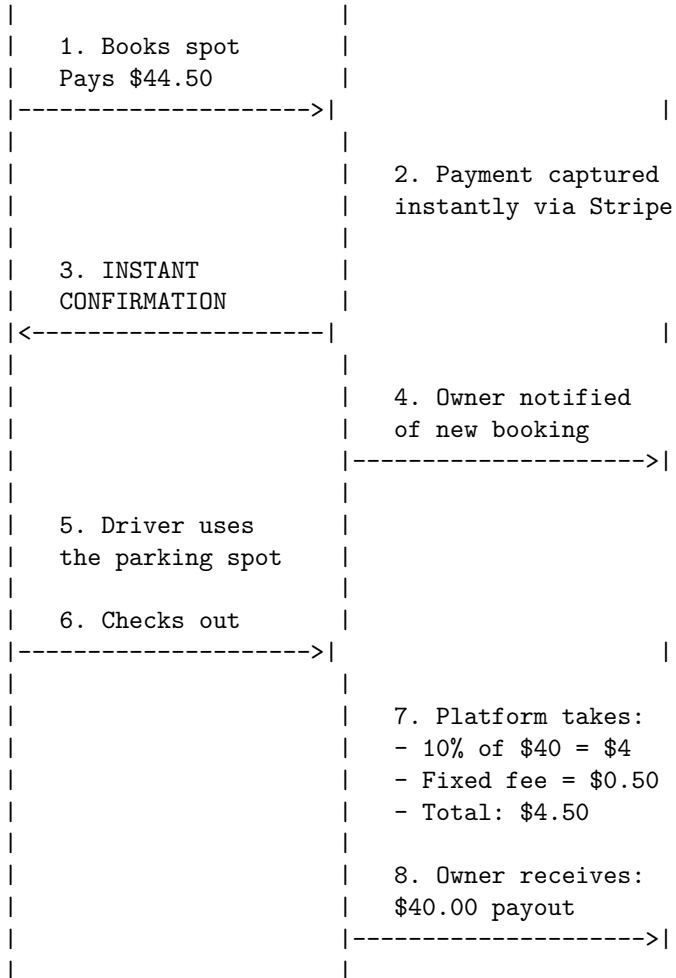 1. Books spot
Pays $44.50
2. Payment captured
instantly via Stripe
3. INSTANT
CONFIRMATION
4. Owner notified
of new booking
5. Driver uses
the parking spot
6. Checks out
7. Platform takes:
- 10% of $40 = $4
- Fixed fee = $0.50
- Total: $4.50
8. Owner receives:
$40.00 payout